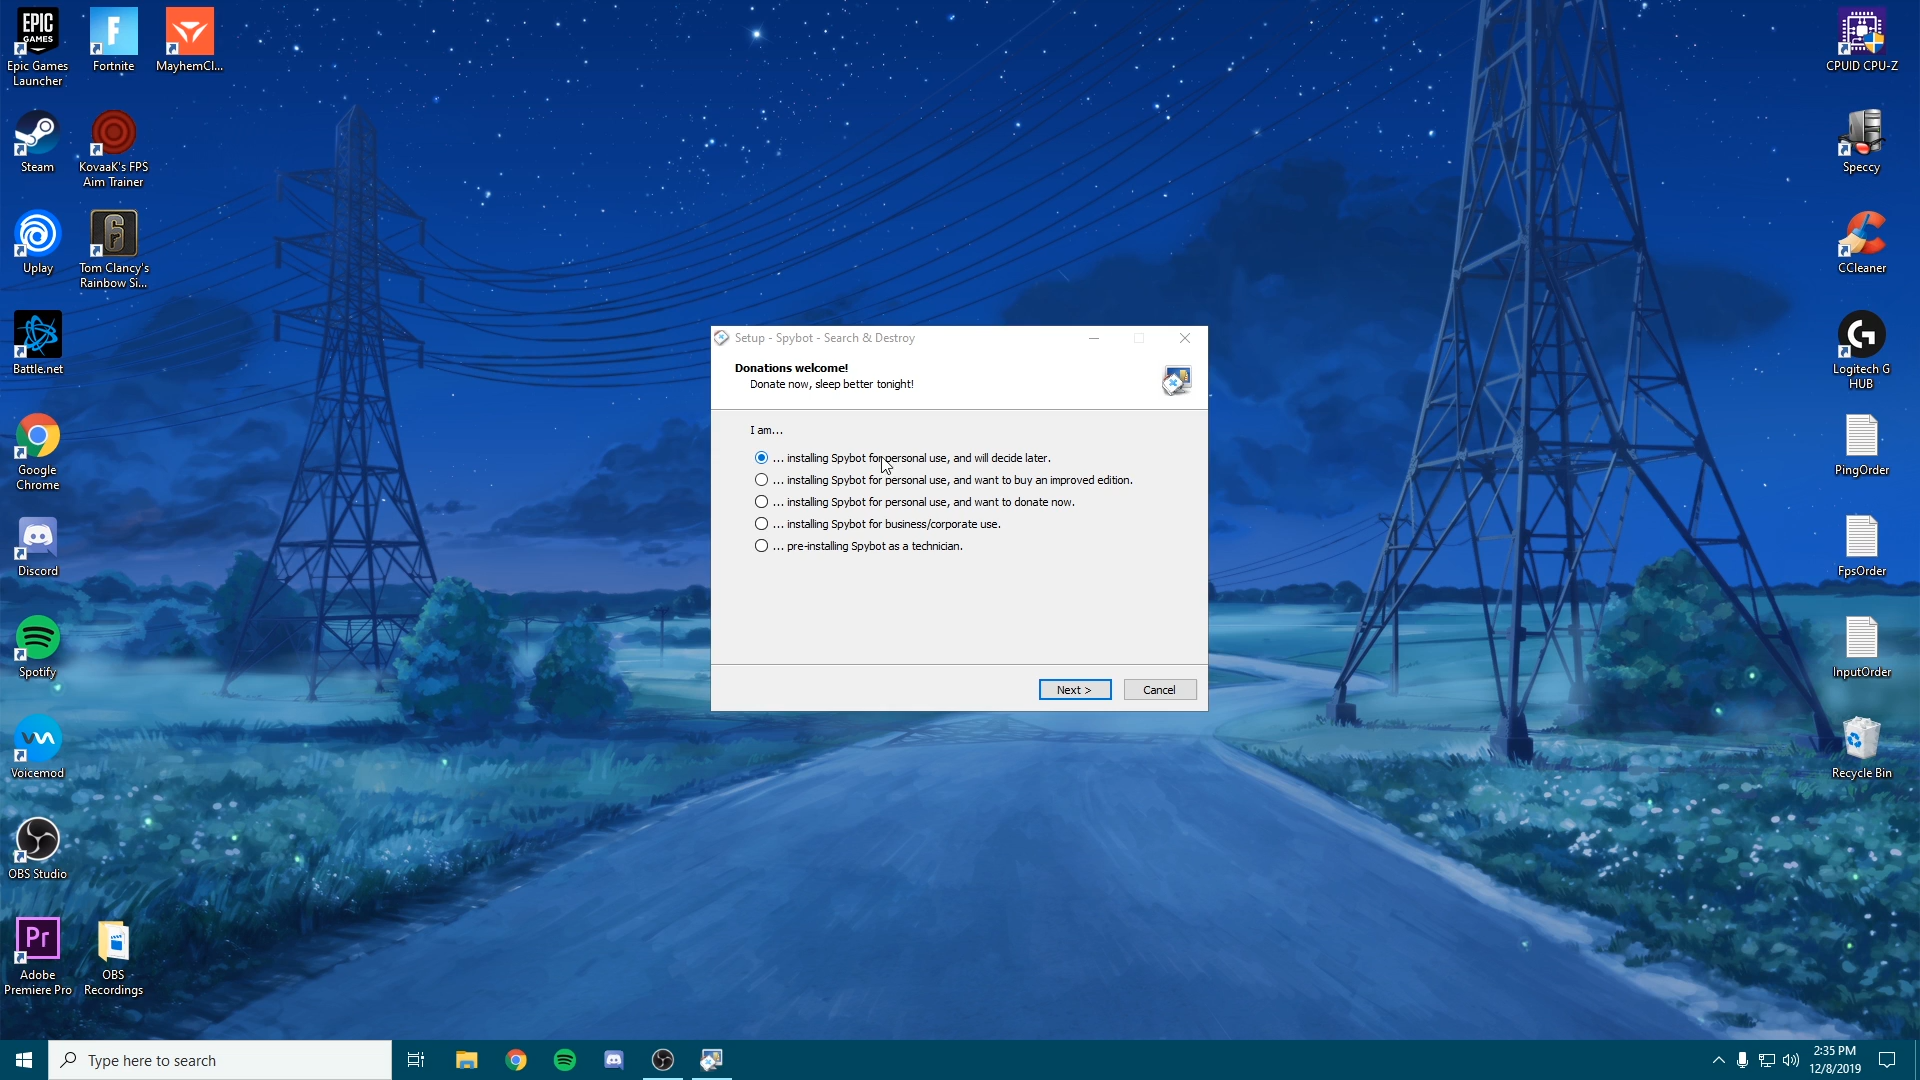 EPIC
GAMES
Epic Games
Launcher
Fortnite
MayhemCl...
Steam
KovaaK's FPS
Aim Trainer
Uplay
6
Tom Clancy's
Rainbow Si...
Battle.net
Google
Chrome
Discord
Spotify
Voicemod
OBS Studio
Pr
Adobe
Premiere Pro
OBS
Recordings
Setup - Spybot - Search & Destroy
Donations welcome!
Donate now, sleep better tonight!
I am...
... installing Spybot for personal use, and will decide later.
... installing Spybot for personal use, and want to buy an improved edition.
... installing Spybot for personal use, and want to donate now.
... installing Spybot for business/corporate use.
... pre-installing Spybot as a technician.
Next >
Cancel
CPUID CPU-Z
Speccy
CCleaner
Logitech G
HUB
PingOrder
FpsOrder
InputOrder
Recycle Bin
Type here to search
2:35 PM
12/8/2019